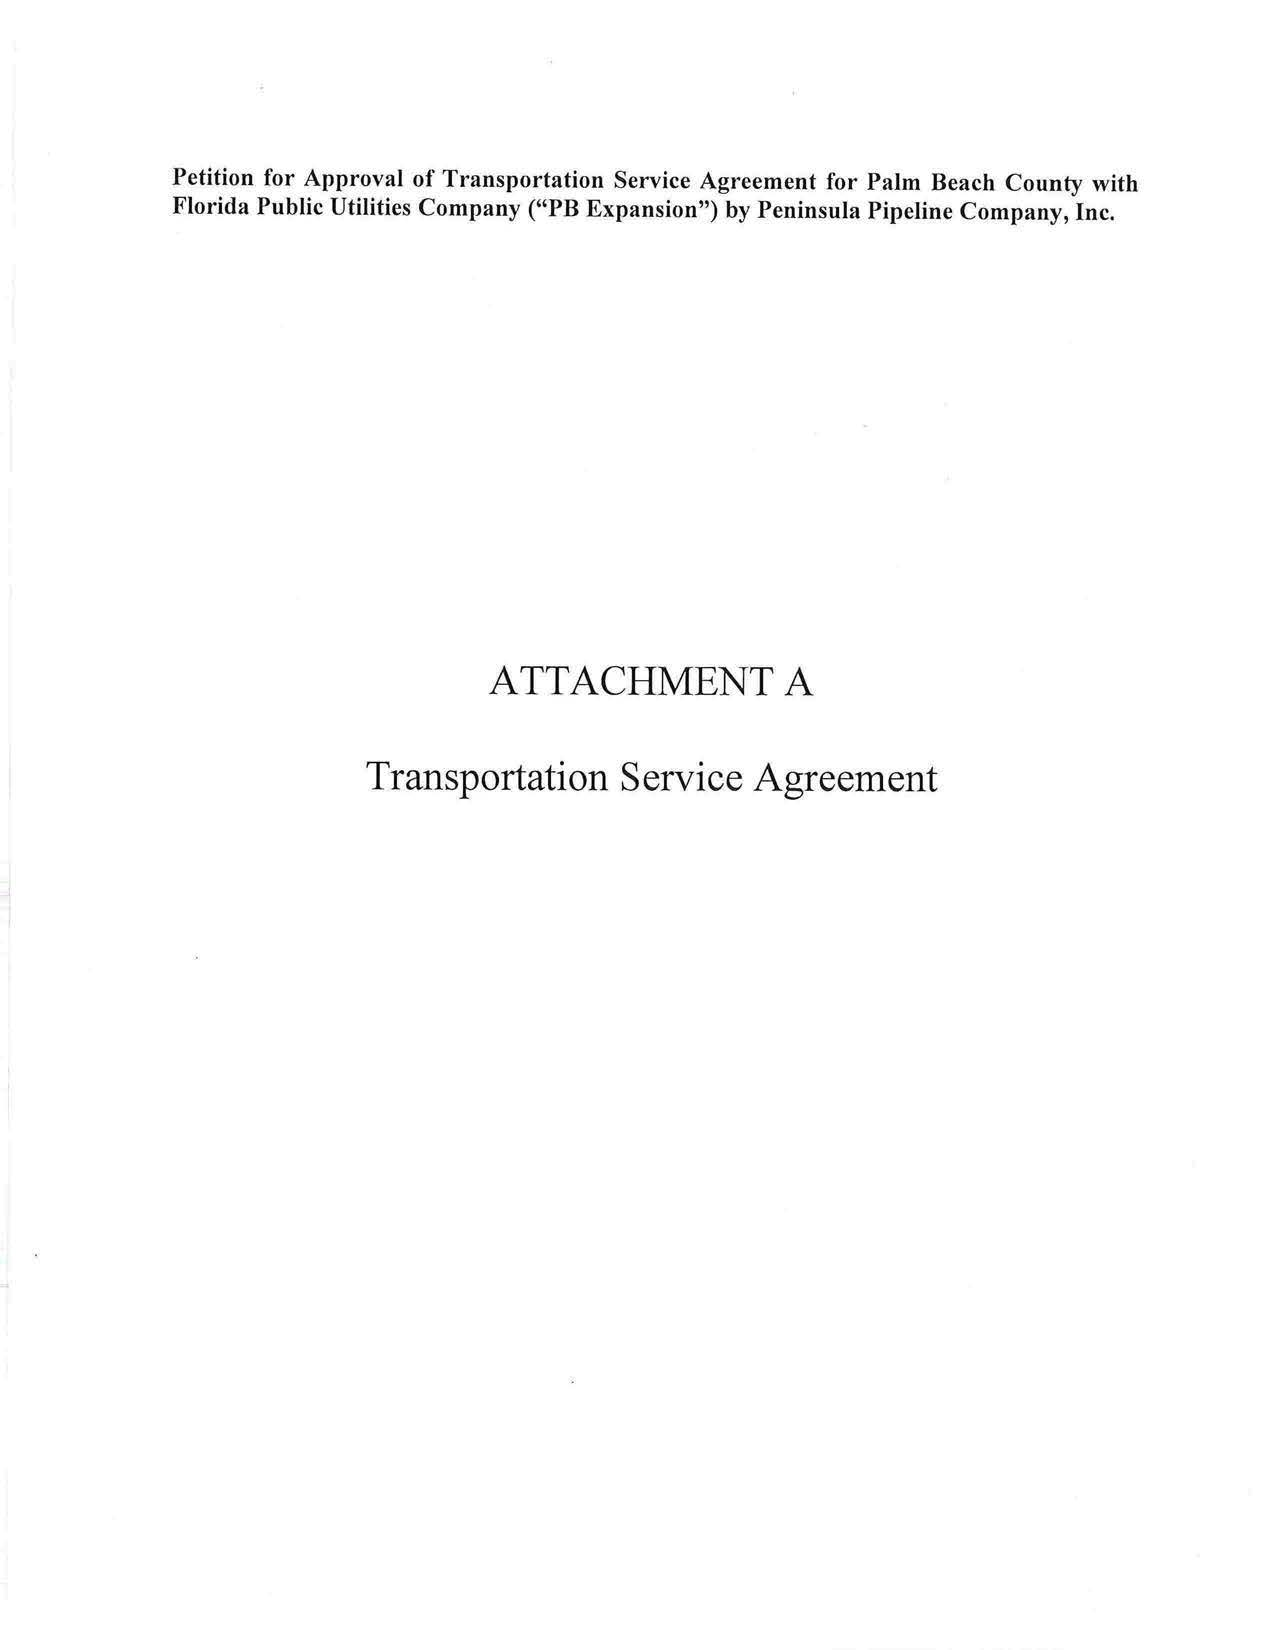 Petition for Approval of Transportation Service Agreement for Palm Beach County with
Florida Public Utilities Company (“PB Expansion”) by Peninsula Pipeline Company, Inc.
ATTACHMENT A
Transportation Service Agreement